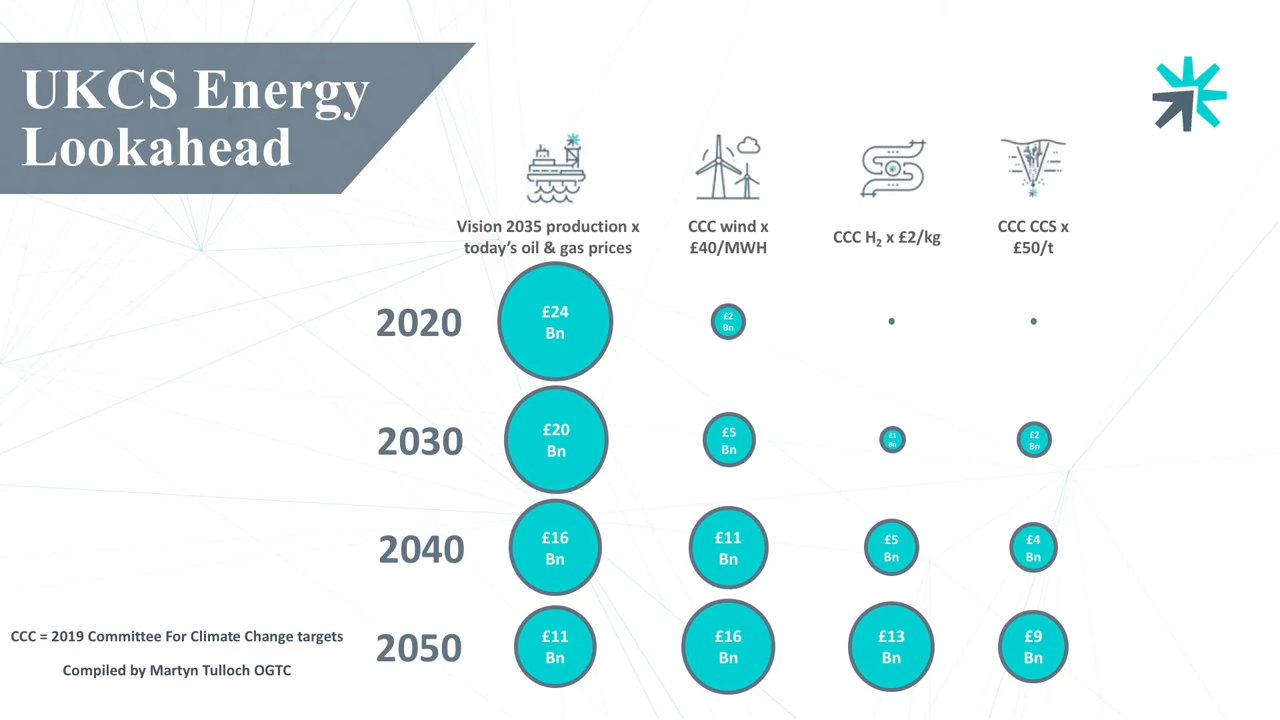 UKCS Energy
Lookahead
Vision 2035 production x
today's oil & gas prices
CCC wind x
£40/MWH
CCC H₂ x £2/kg
CCC CCS x
£50/t
2020
£24
Bn
£2
Bn
2030
£20
Bn
£5
Bn
£1
Bn
£2
Bn
2040
£16
Bn
£11
Bn
£5
Bn
£4
Bn
2050
£11
Bn
£16
Bn
£13
Bn
£9
Bn
CCC = 2019 Committee For Climate Change targets
Compiled by Martyn Tulloch OGTC